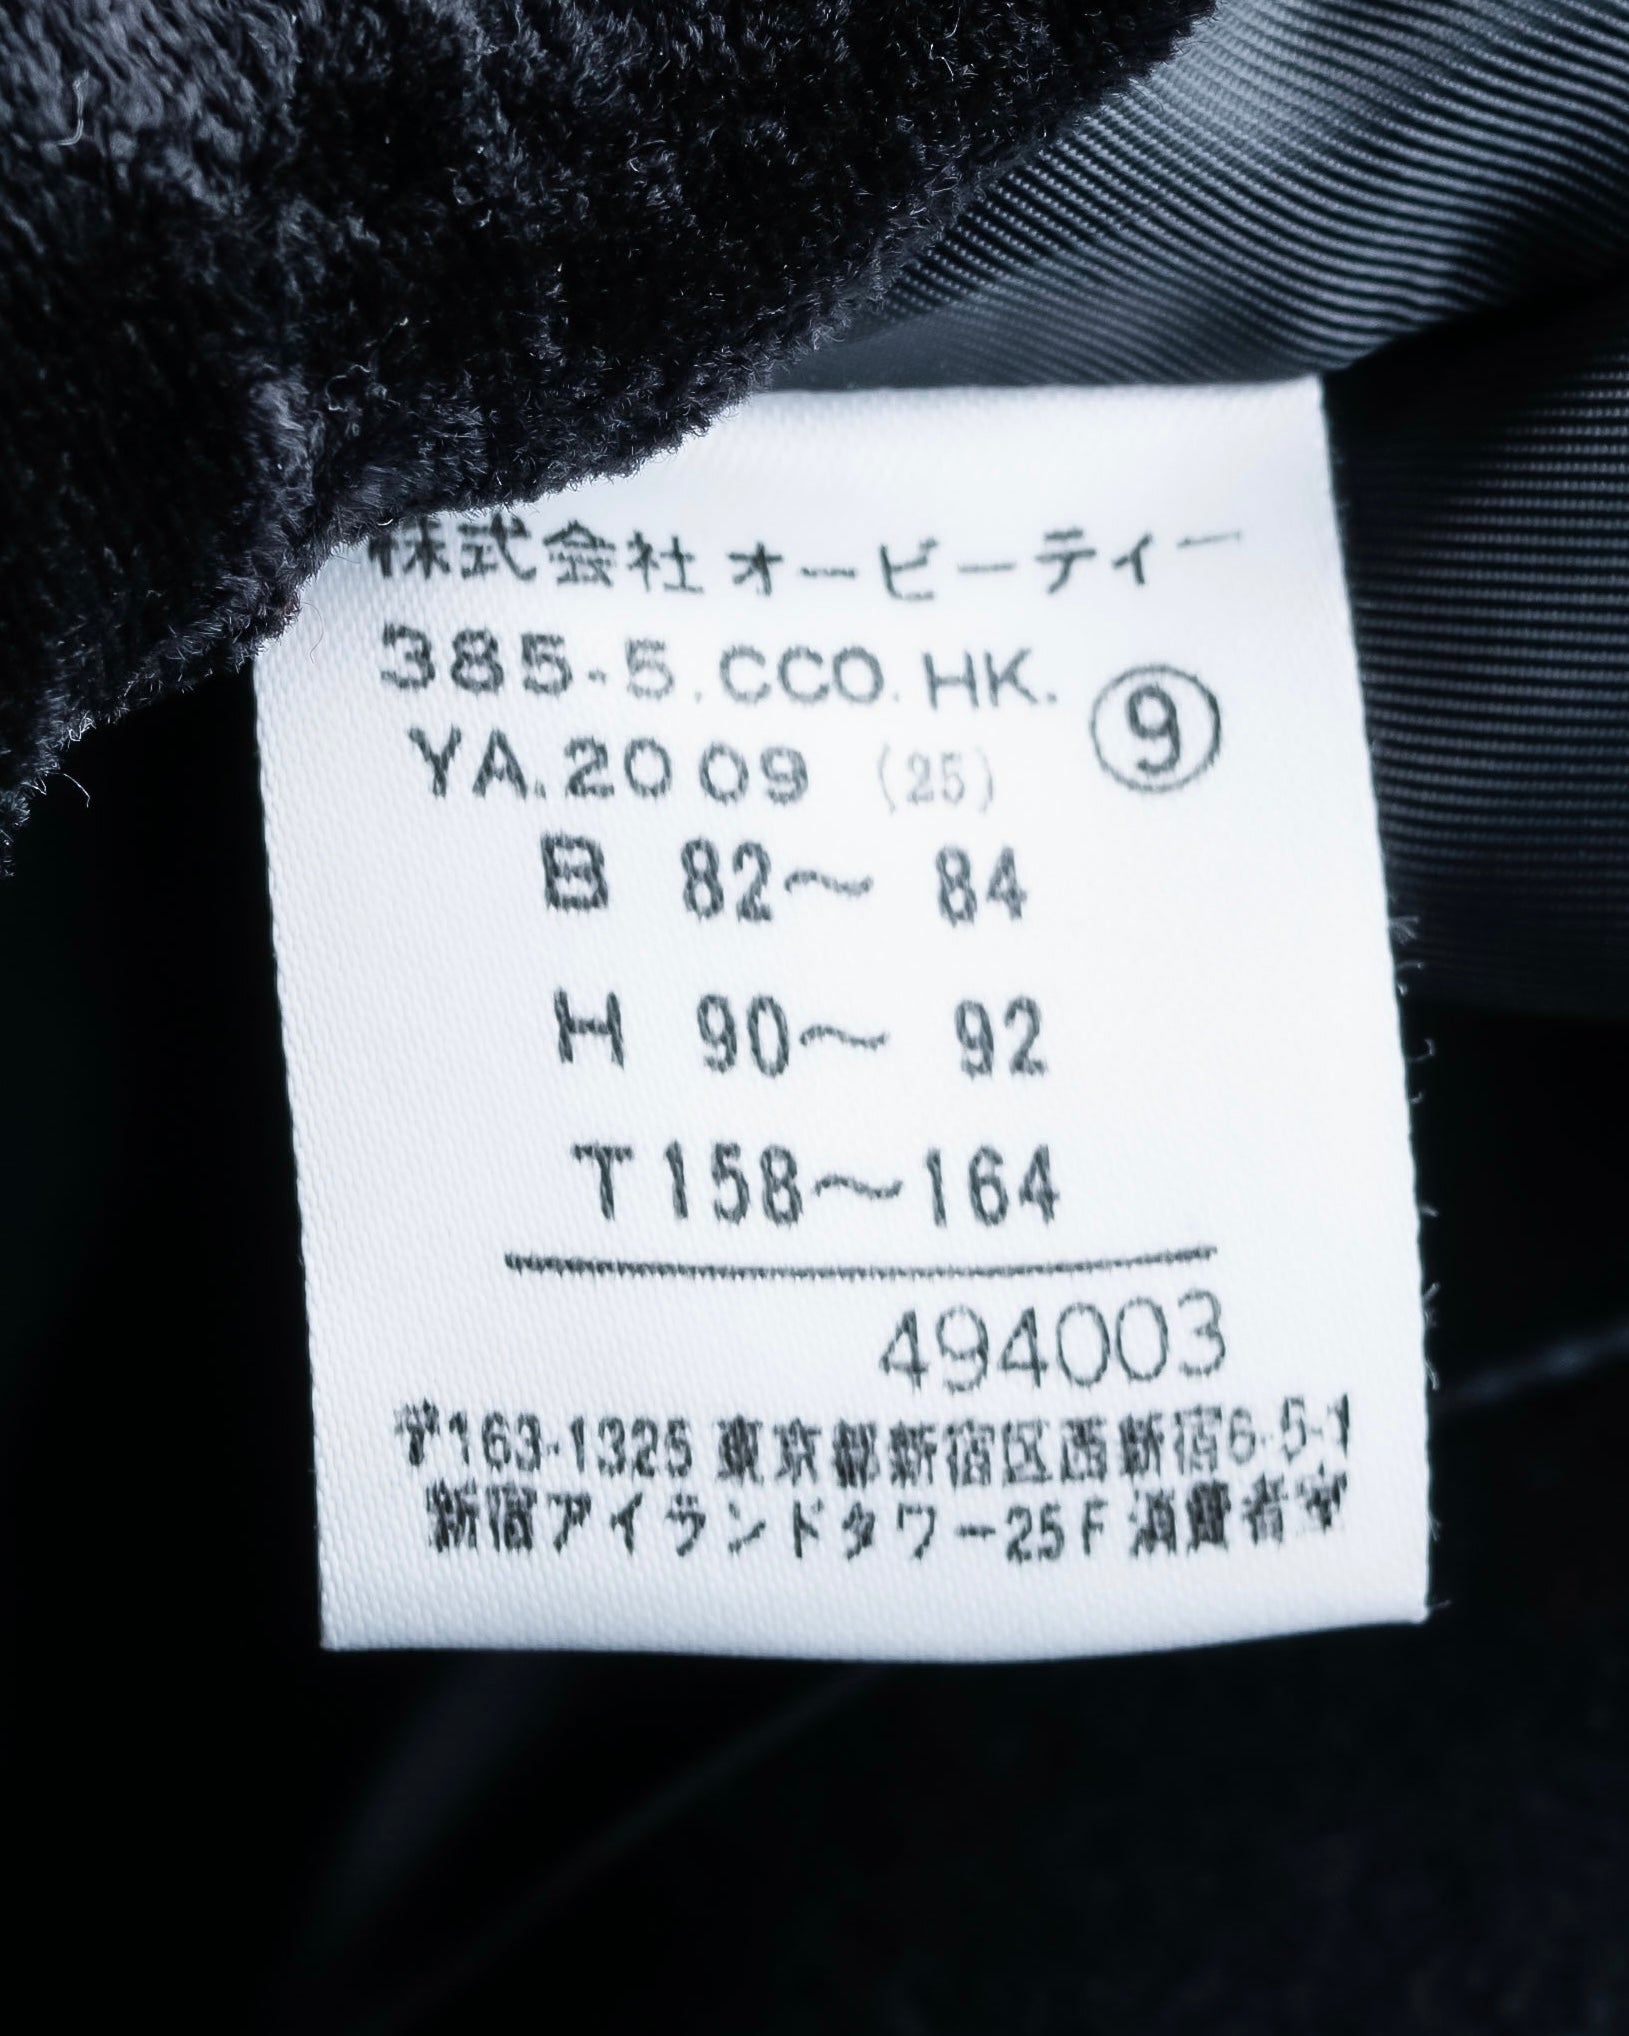 株式会社オービーティー
385-5.CCO.HK.
YA.2009 (25) ⑨
B 82～ 84
H 90～ 92
T158～164
494003
〒163-1325 東京都新宿区西新宿6-5-1
新宿アイランドタワー25F 消費者室